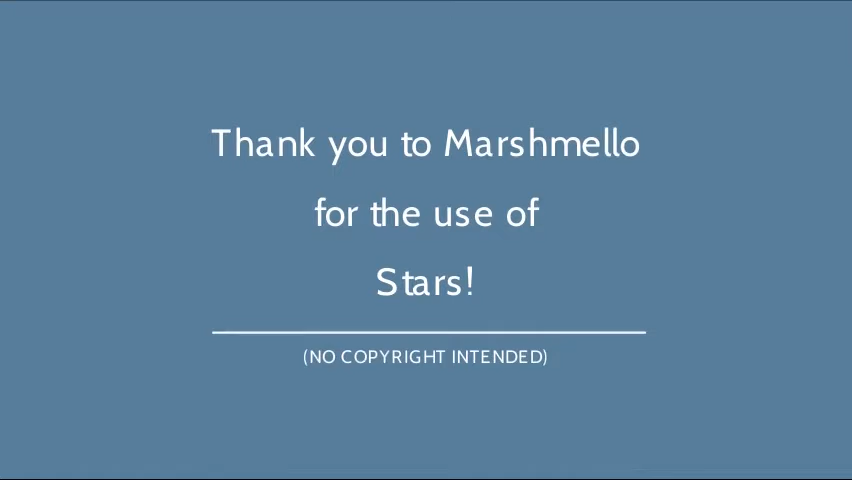 Thank you to Marshmello
for the use of
Stars!
(NO COPYRIGHT INTENDED)